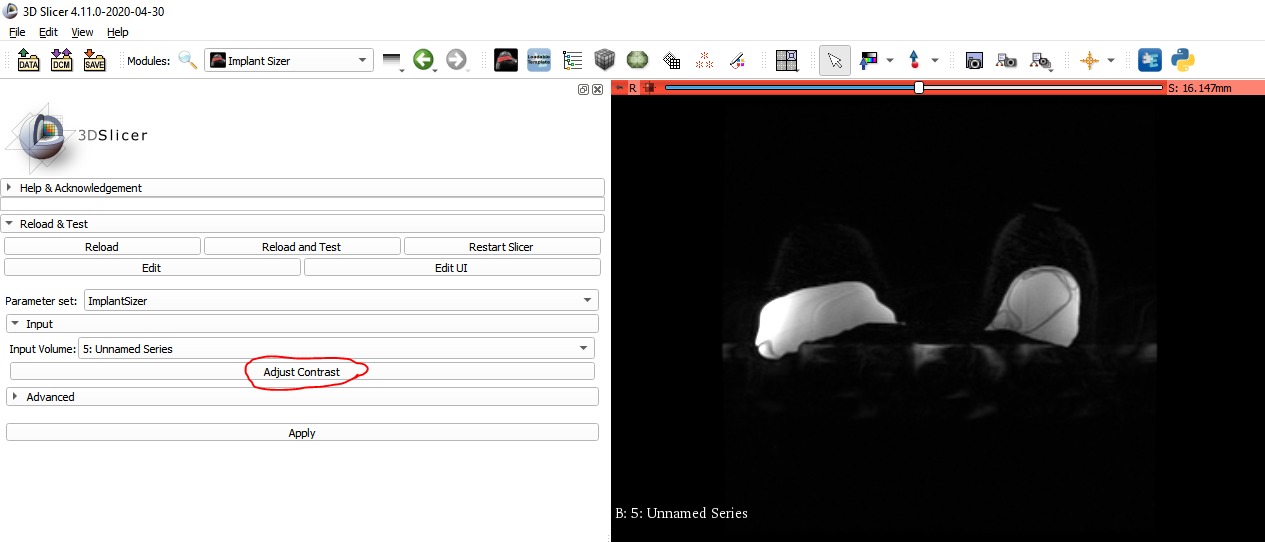 3D Slicer 4.11.0-2020-04-30
File Edit View Help
DATA DCM SAVE Modules: Implant Sizer Loadable Template
R S: 16.147mm
3DSlicer
Help & Acknowledgement
Reload & Test
Reload Reload and Test Restart Slicer
Edit Edit UI
Parameter set: ImplantSizer
Input
Input Volume: 5: Unnamed Series
Adjust Contrast
Advanced
Apply
B: 5: Unnamed Series